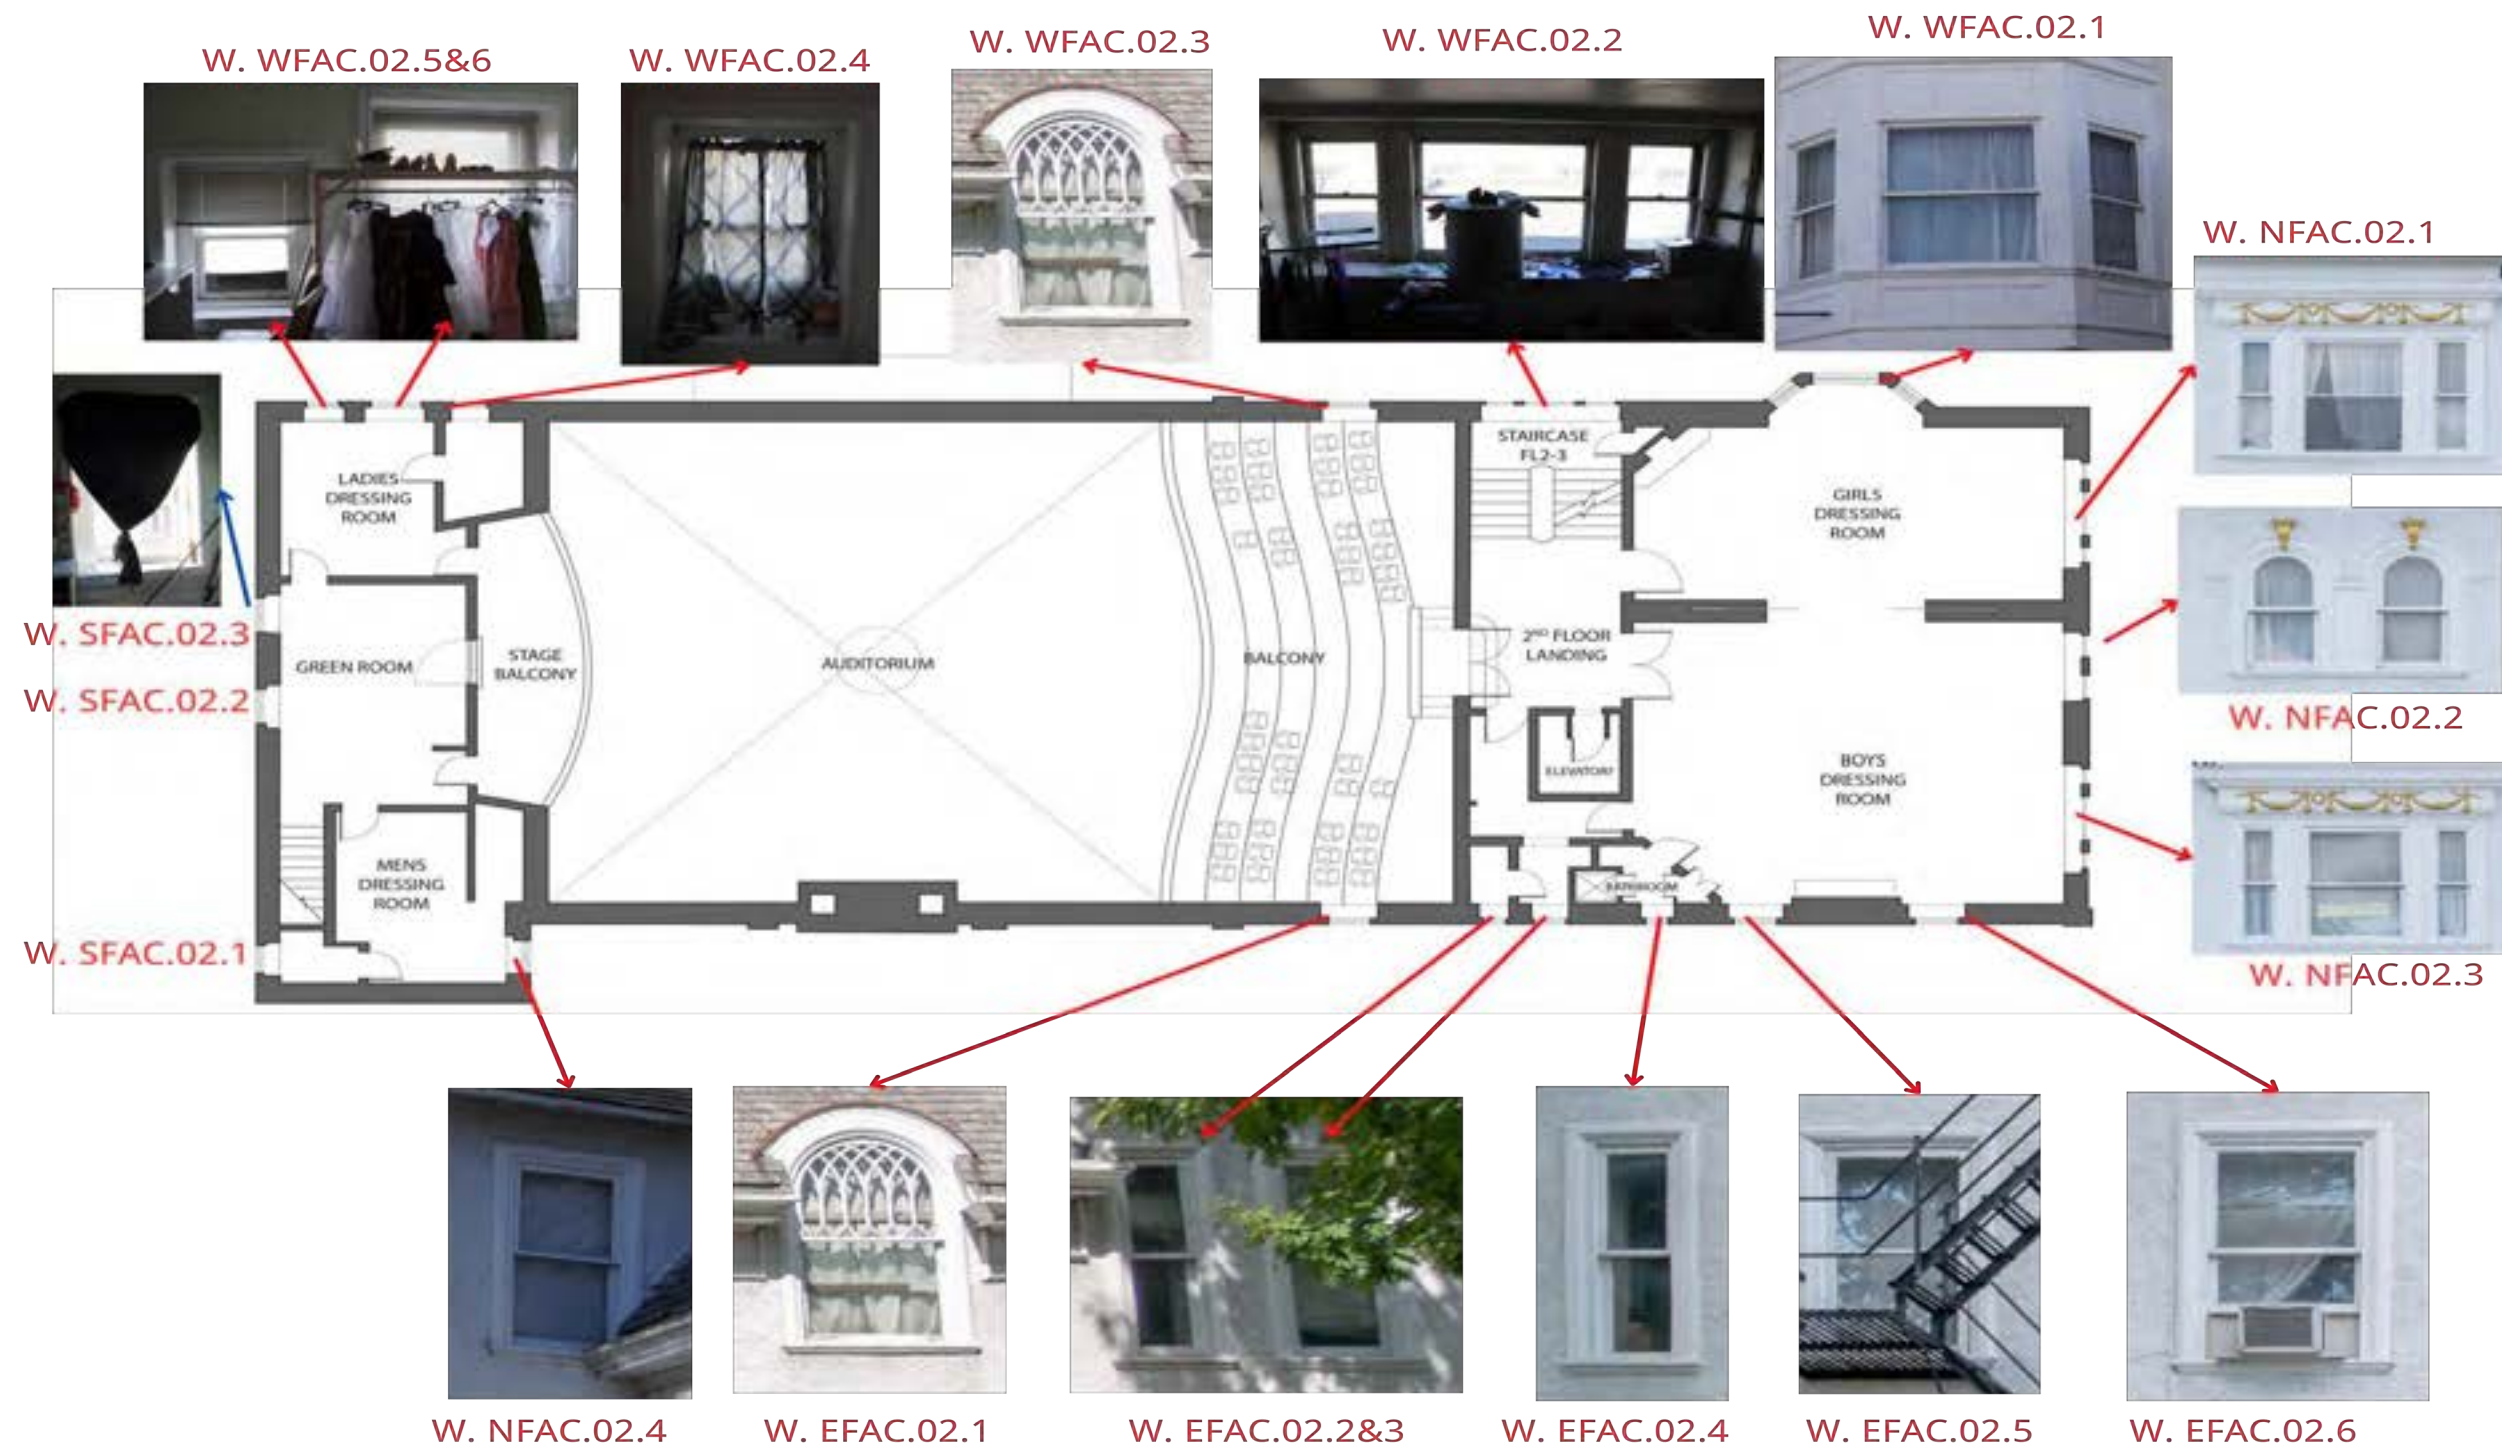 W. WFAC.02.5&6
W. WFAC.02.4
W. WFAC.02.3
W. WFAC.02.2
W. WFAC.02.1
W. NFAC.02.1
STAIRCASE
FL2-3
LADIES
DRESSING
ROOM
GIRLS
DRESSING
ROOM
W. SFAC.02.3
GREEN ROOM
STAGE
BALCONY
AUDITORIUM
BALCONY
2ND FLOOR
LANDING
W. SFAC.02.2
W. NFAC.02.2
ELEVATOR
BOYS
DRESSING
ROOM
MENS
DRESSING
ROOM
BATHROOM
W. SFAC.02.1
W. NFAC.02.3
W. NFAC.02.4
W. EFAC.02.1
W. EFAC.02.2&3
W. EFAC.02.4
W. EFAC.02.5
W. EFAC.02.6